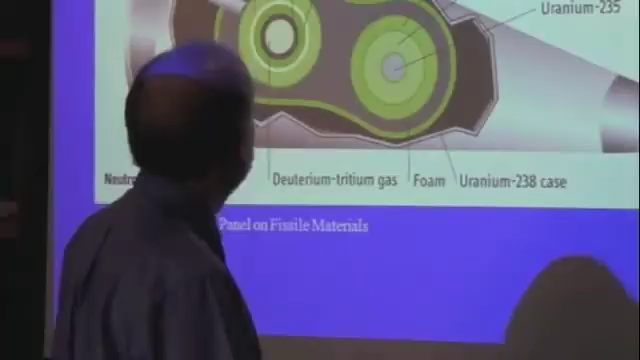 Uranium-235
Deuterium-tritium gas
Foam
Uranium-238 case
Panel on Fissile Materials